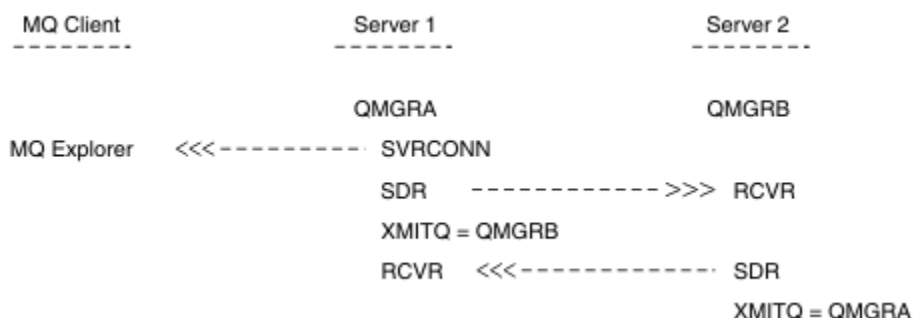 MQ Client Server 1 Server 2
QMGRA QMGRB
MQ Explorer <<<---------- SVRCONN
SDR ------------->>> RCVR
XMITQ = QMGRB
RCVR <<<-------------- SDR
XMITQ = QMGRA